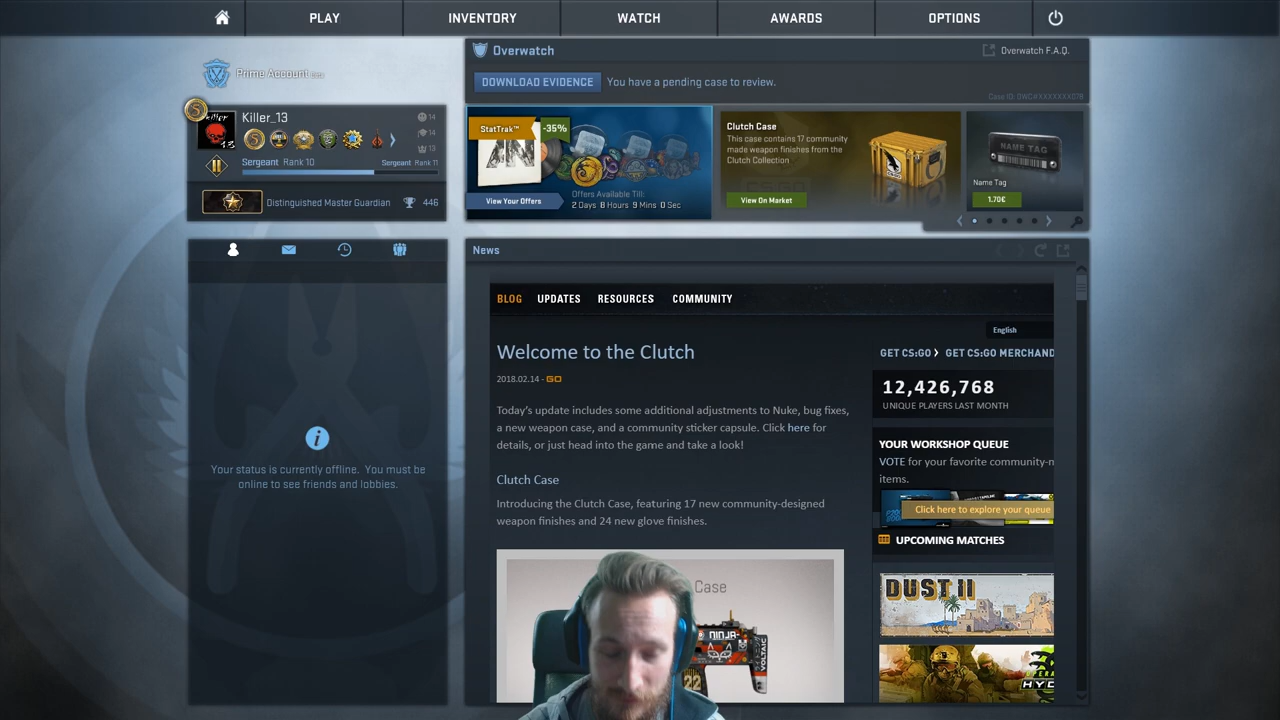 PLAY
INVENTORY
WATCH
AWARDS
OPTIONS
Prime Account
Killer_13
14
14
13
Sergeant Rank 10
Sergeant Rank 11
Distinguished Master Guardian
446
Overwatch
Overwatch F.A.Q.
DOWNLOAD EVIDENCE
You have a pending case to review.
StatTrak™
-35%
View Your Offers
Offers Available Till:
2 Days 8 Hours 9 Mins 0 Sec
Clutch Case
This case contains 17 community
made weapon finishes from the
Clutch Collection
View On Market
NAME TAG
Name Tag
1.70€
Your status is currently offline. You must be
online to see friends and lobbies.
News
BLOG
UPDATES
RESOURCES
COMMUNITY
English
Welcome to the Clutch
2018.02.14 - GO
Today's update includes some additional adjustments to Nuke, bug fixes,
a new weapon case, and a community sticker capsule. Click here for
details, or just head into the game and take a look!
Clutch Case
Introducing the Clutch Case, featuring 17 new community-designed
weapon finishes and 24 new glove finishes.
Case
NINJA
VOLTAIC
22
GET CS:GO
GET CS:GO MERCHAND
12,426,768
UNIQUE PLAYERS LAST MONTH
YOUR WORKSHOP QUEUE
VOTE for your favorite community-m
items.
Click here to explore your queue
UPCOMING MATCHES
DUST II
HYD